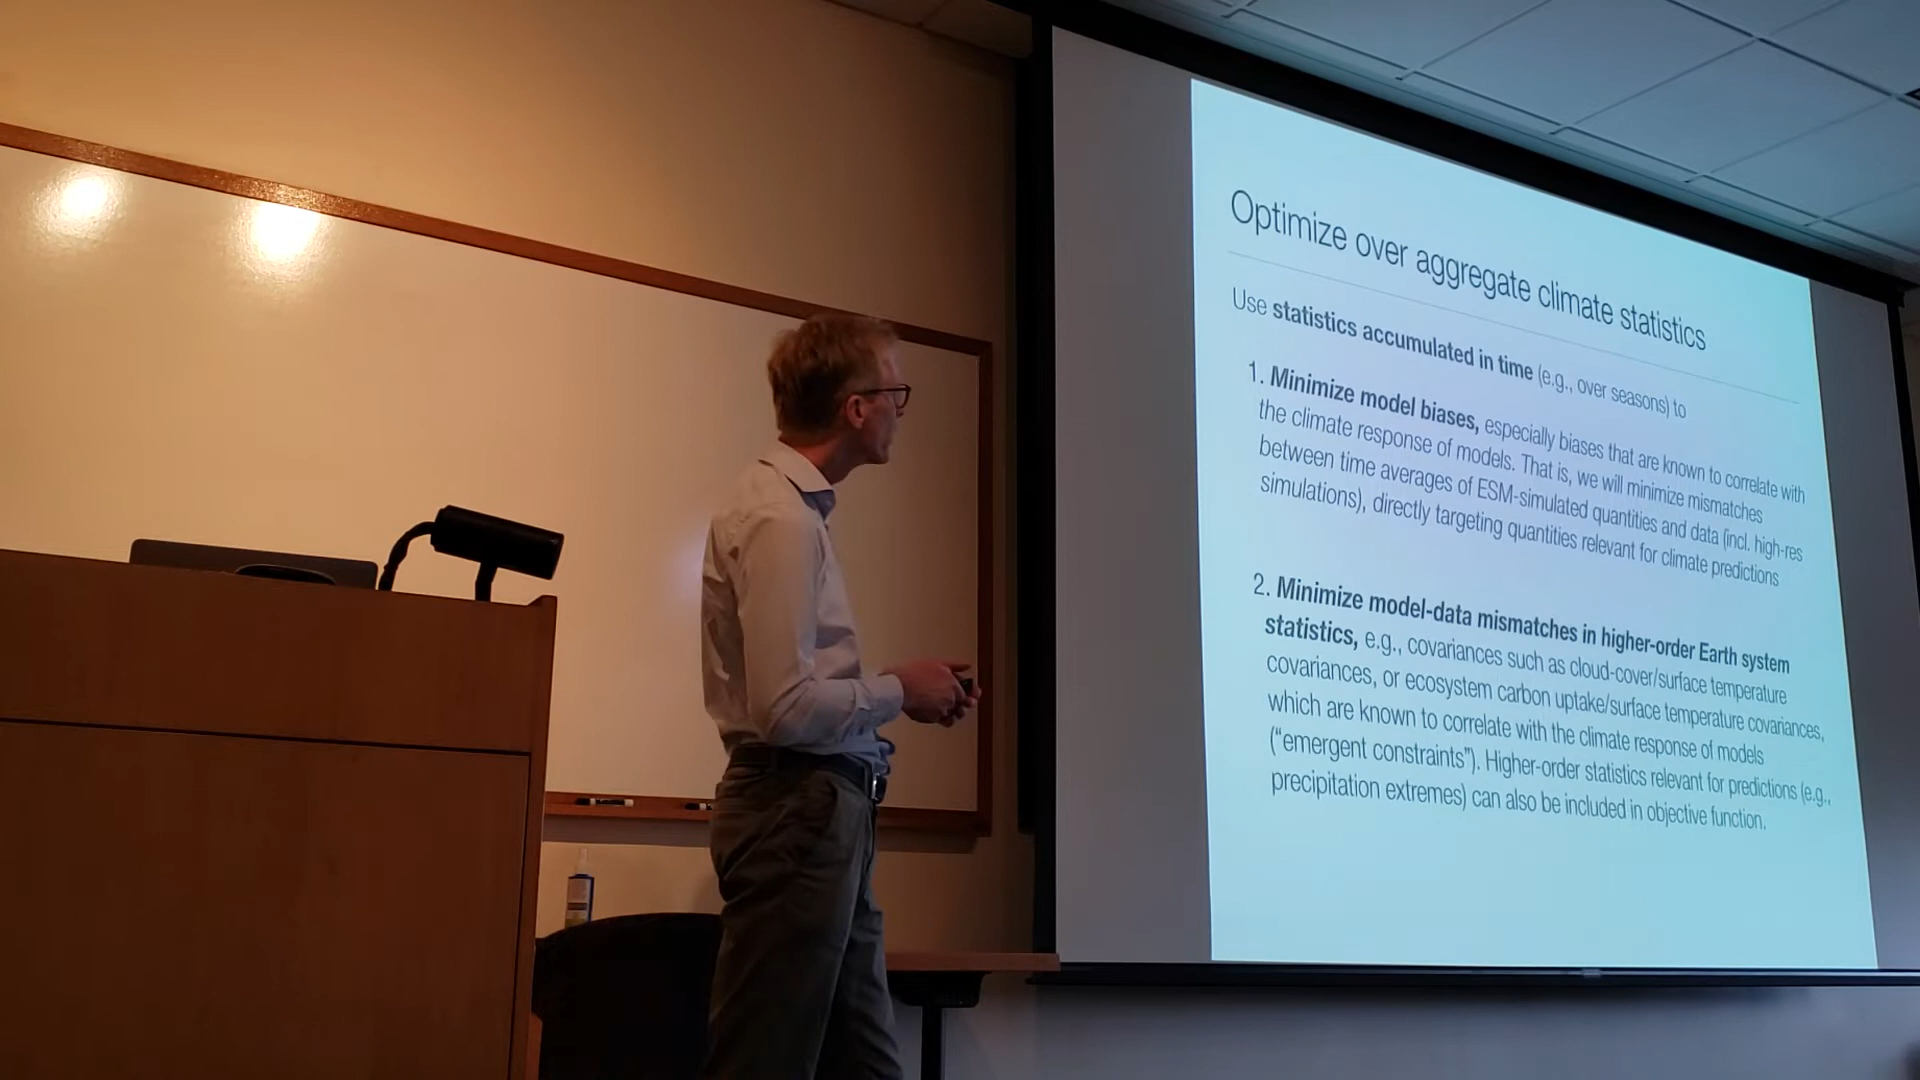 Optimize over aggregate climate statistics
Use statistics accumulated in time (e.g., over seasons) to
1. Minimize model biases, especially biases that are known to correlate with
the climate response of models. That is, we will minimize mismatches
between time averages of ESM-simulated quantities and data (incl. high-res
simulations), directly targeting quantities relevant for climate predictions
2. Minimize model-data mismatches in higher-order Earth system
statistics, e.g., covariances such as cloud-cover/surface temperature
covariances, or ecosystem carbon uptake/surface temperature covariances,
which are known to correlate with the climate response of models
(“emergent constraints”). Higher-order statistics relevant for predictions (e.g.,
precipitation extremes) can also be included in objective function.